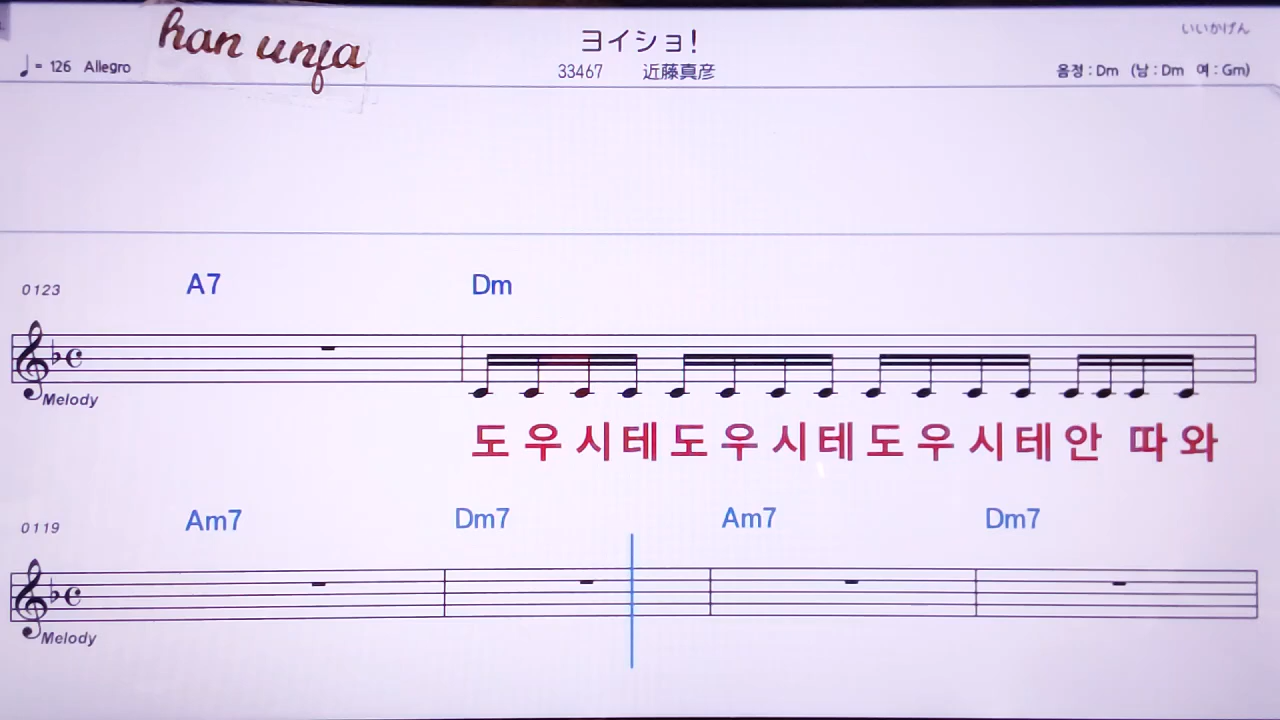 han unfa
ヨイショ!
いいかげん
♩= 126 Allegro
33467 近藤真彦
음정 : Dm (남 : Dm 여 : Gm)
0123
A7 Dm
Melody
도 우 시 테 도 우 시 테 도 우 시 테 안 따 와
0119
Am7 Dm7 Am7 Dm7
Melody